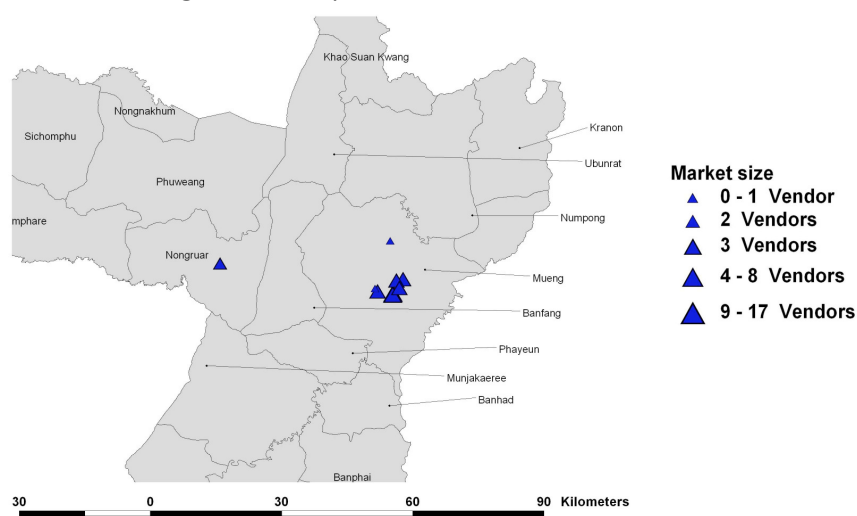 Khao Suan Kwang
Nongnakhum
Kranon
Sichomphu
Ubunrat
Phuweang
Numpong
mphare
Nongruar
Mueng
Banfang
Phayeun
Munjakaeree
Banhad
Banphai
Market size
0 - 1 Vendor
2 Vendors
3 Vendors
4 - 8 Vendors
9 - 17 Vendors
30 0 30 60 90 Kilometers